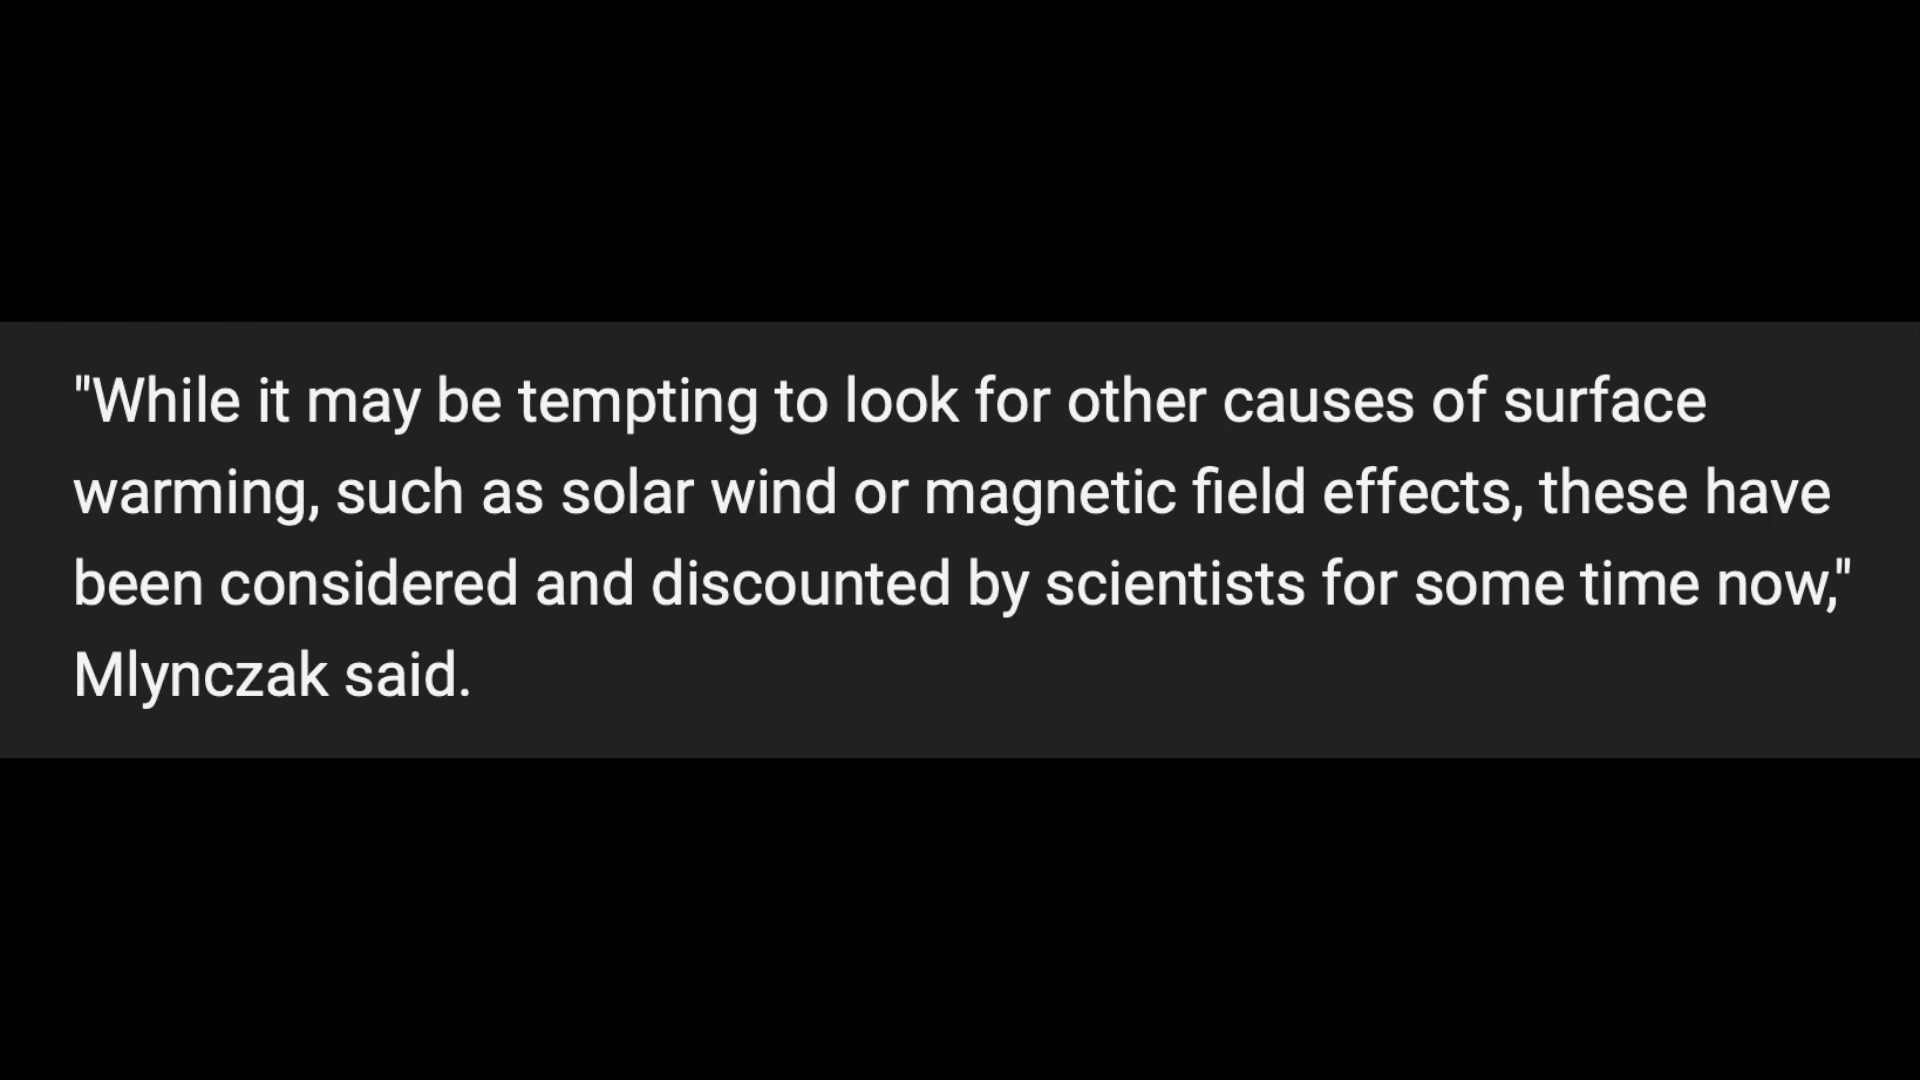 "While it may be tempting to look for other causes of surface
warming, such as solar wind or magnetic field effects, these have
been considered and discounted by scientists for some time now,"
Mlynczak said.